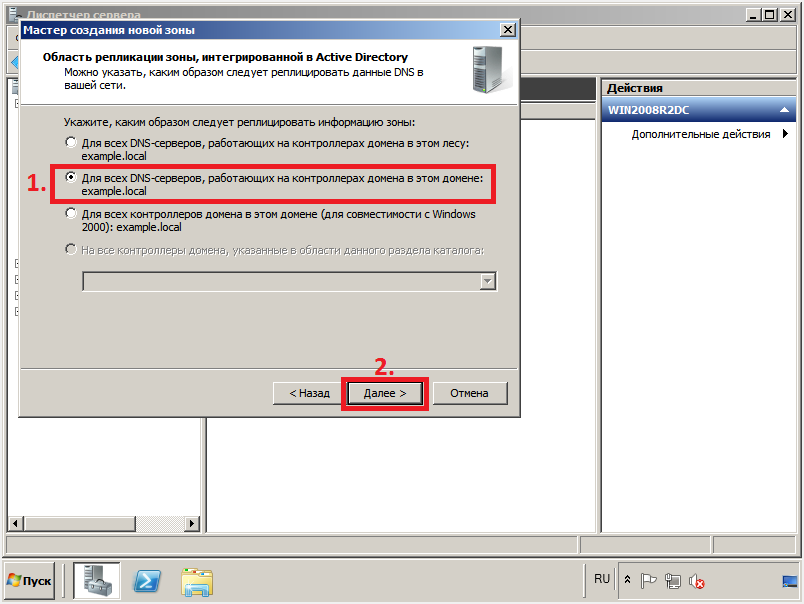 Диспетчер сервера
Мастер создания новой зоны
Область репликации зоны, интегрированной в Active Directory
Можно указать, каким образом следует реплицировать данные DNS в
вашей сети.
Укажите, каким образом следует реплицировать информацию зоны:
Для всех DNS-серверов, работающих на контроллерах домена в этом лесу:
example.local
1.
Для всех DNS-серверов, работающих на контроллерах домена в этом домене:
example.local
Для всех контроллеров домена в этом домене (для совместимости с Windows
2000): example.local
На все контроллеры домена, указанные в области данного раздела каталога:
2.
< Назад
Далее >
Отмена
Действия
WIN2008R2DC
Дополнительные действия
Пуск
RU